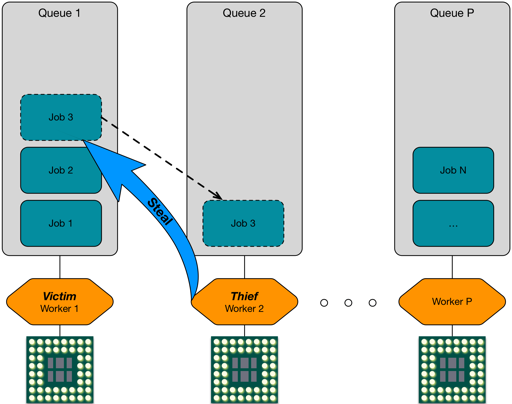 Queue 1
Queue 2
Queue P
Job 3
Job 2
Job N
Job 1
Steal
Job 3
...
Victim
Worker 1
Thief
Worker 2
Worker P